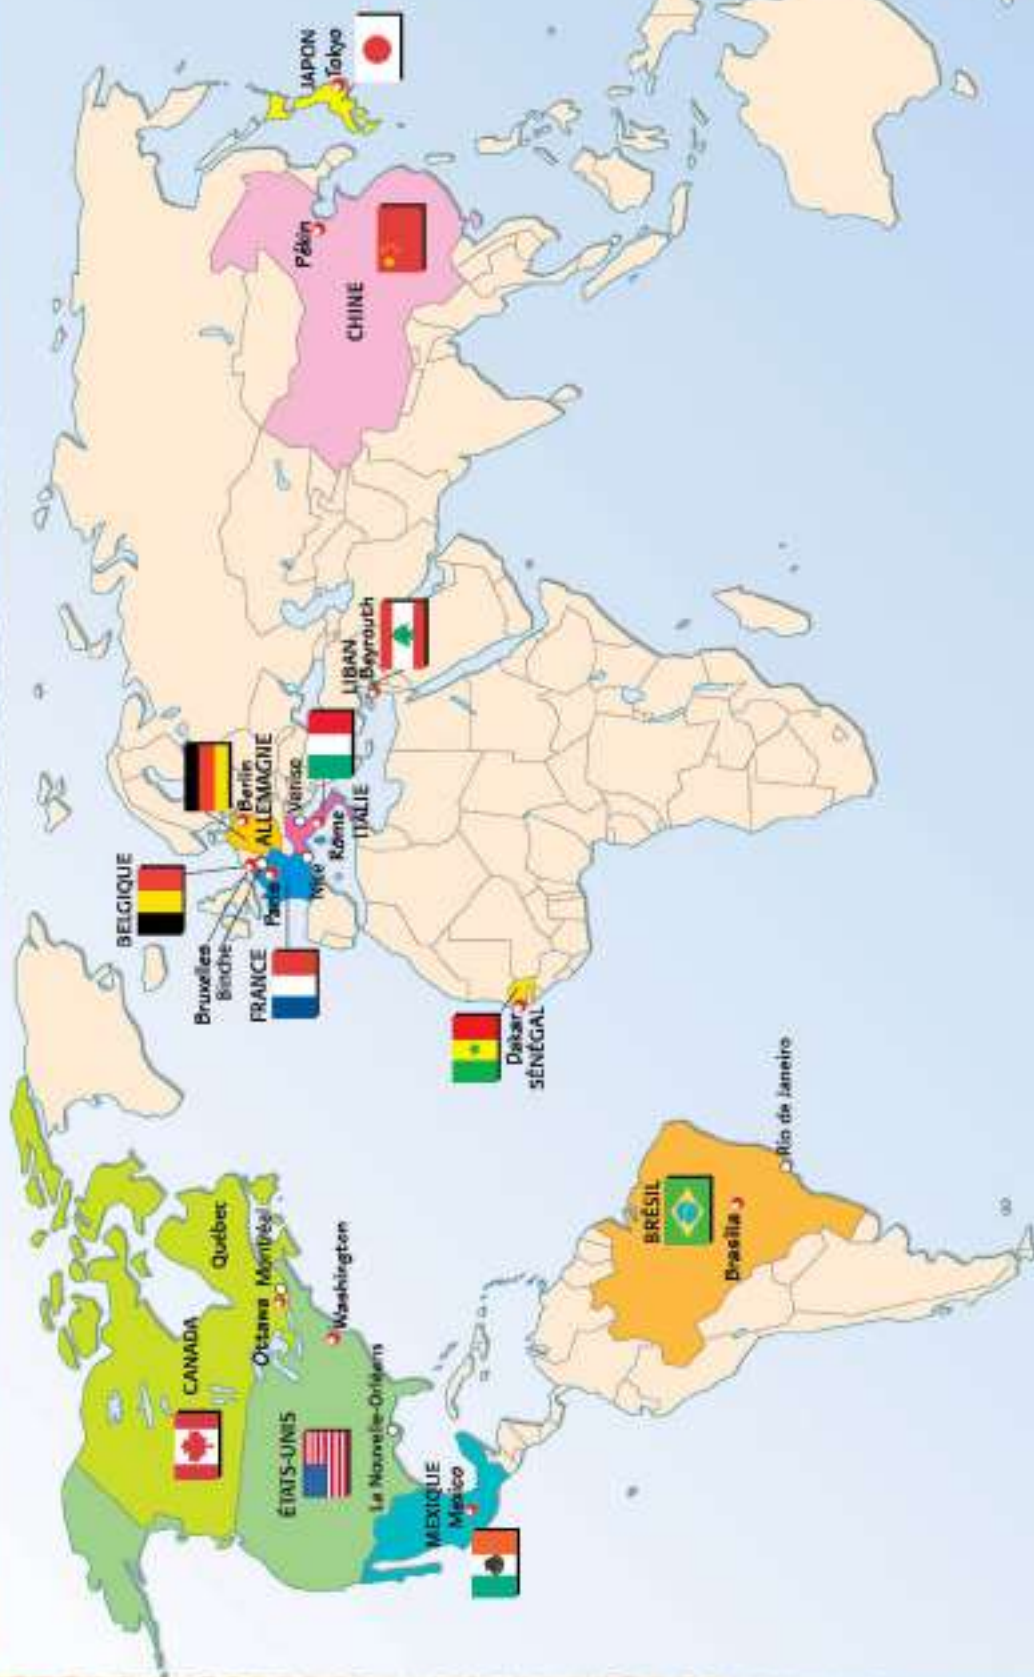 CANADA
Québec
Ottawa
Montréal
ÉTATS-UNIS
Washington
La Nouvelle-Orléans
MEXIQUE
Mexico
BRÉSIL
Brasilia
Rio de Janeiro
BELGIQUE
Bruxelles
Binche
FRANCE
Paris
Nice
Berlin
ALLEMAGNE
Venise
Rome
ITALIE
LIBAN
Beyrouth
Dakar
SÉNÉGAL
Pékin
CHINE
JAPON
Tokyo